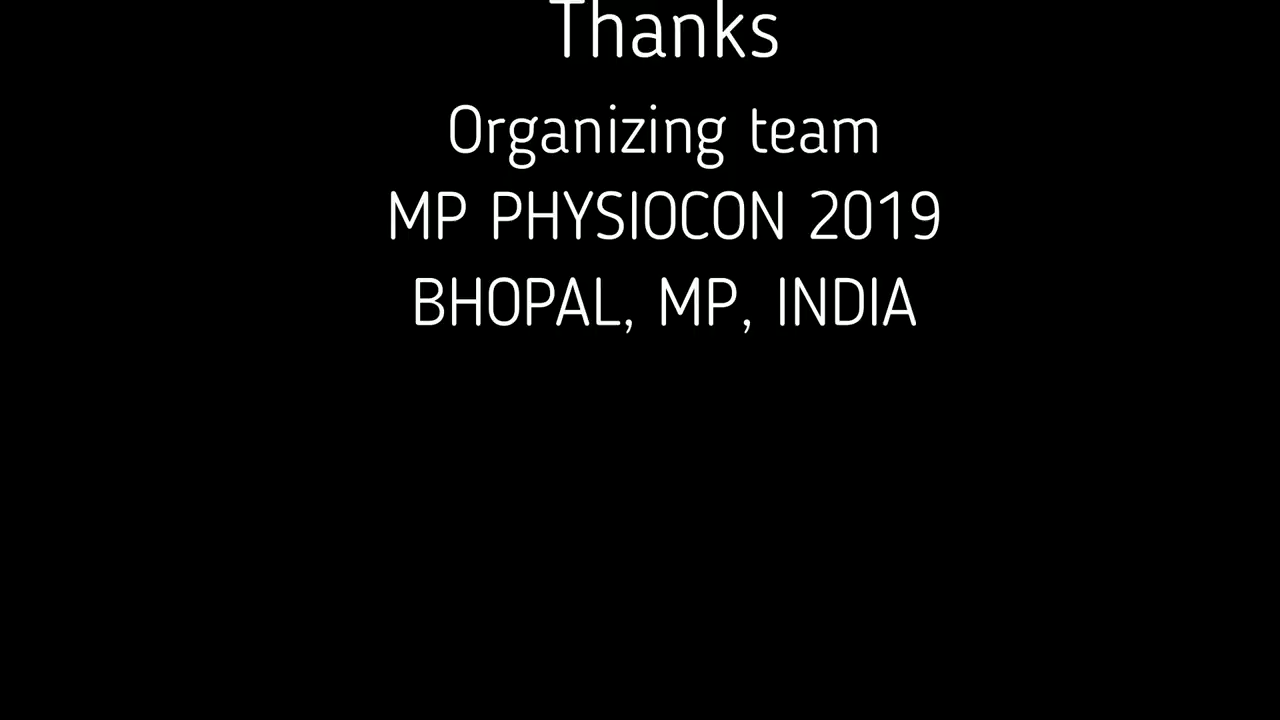 Thanks
Organizing team
MP PHYSIOCON 2019
BHOPAL, MP, INDIA